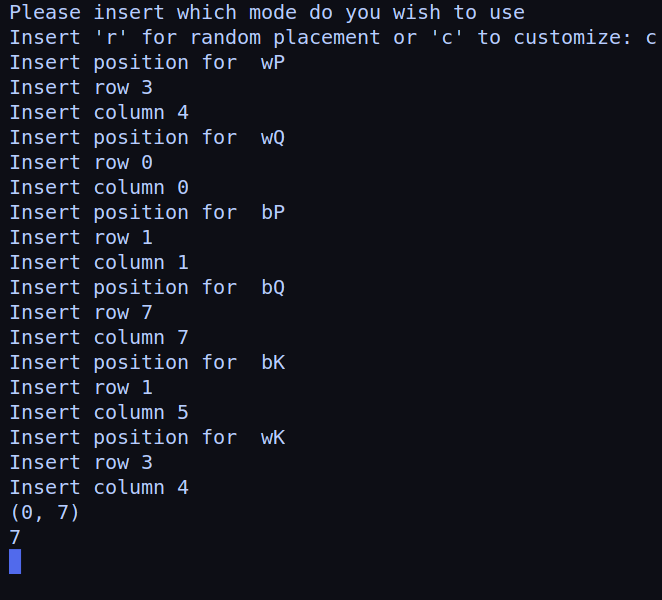 Please insert which mode do you wish to use
Insert 'r' for random placement or 'c' to customize: c
Insert position for  wP
Insert row 3
Insert column 4
Insert position for  wQ
Insert row 0
Insert column 0
Insert position for  bP
Insert row 1
Insert column 1
Insert position for  bQ
Insert row 7
Insert column 7
Insert position for  bK
Insert row 1
Insert column 5
Insert position for  wK
Insert row 3
Insert column 4
(0, 7)
7